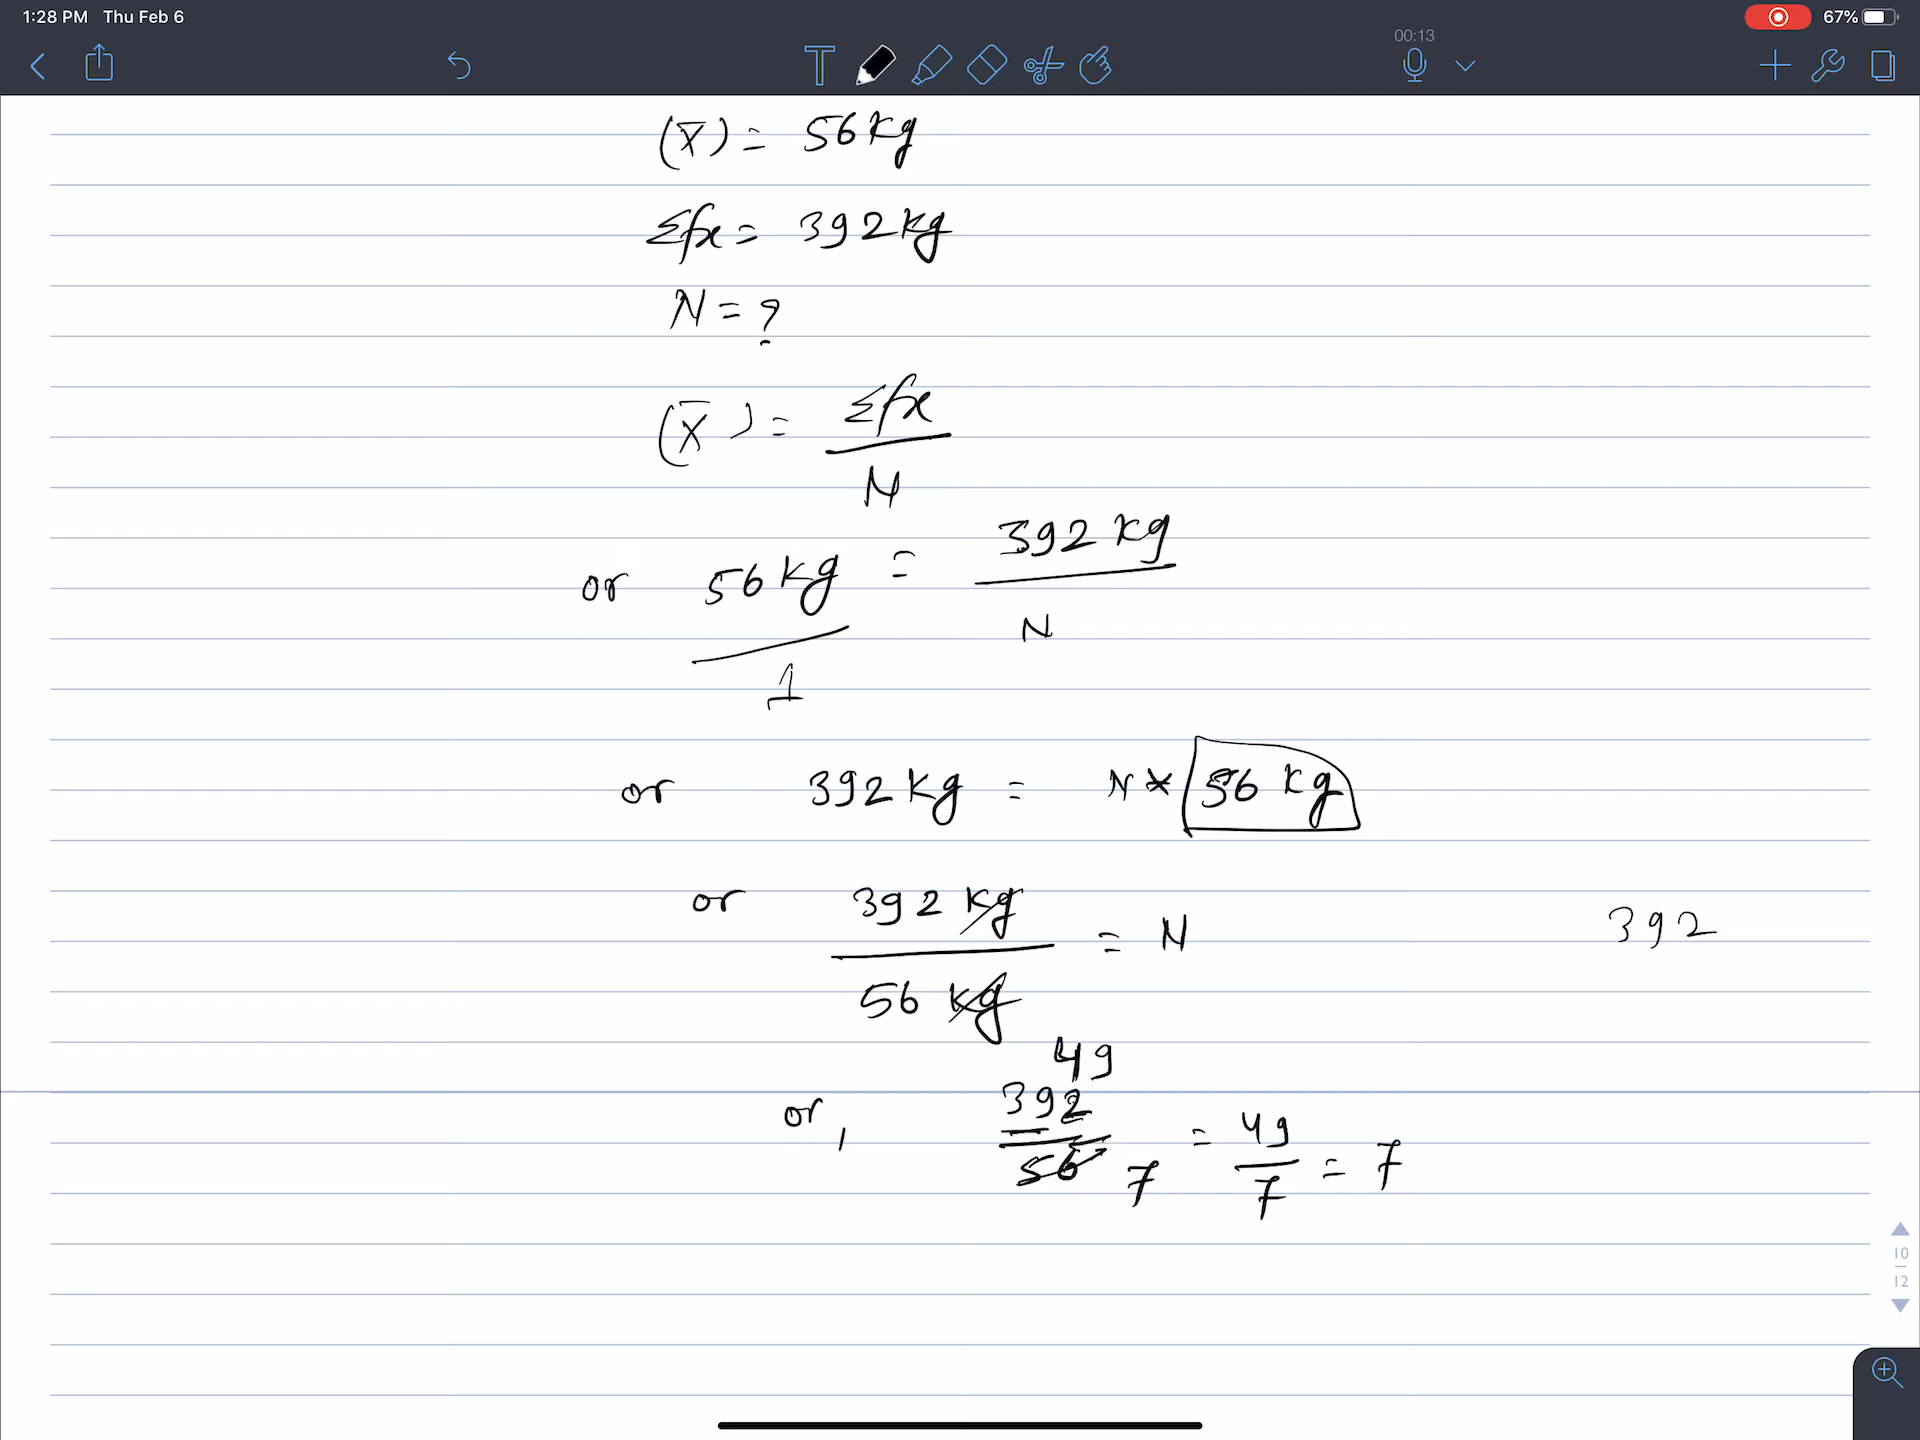 1:28 PM Thu Feb 6 67%
00:13
(X̄) = 56 kg
Σfx = 392 kg
N = ?
(X̄) = Σfx / N
or 56 kg / 1 = 392 kg / N
or 392 kg = N × 56 kg
or 392 kg / 56 kg = N
392
49
or, 392 / 56 7 = 49 / 7 = 7
10
12